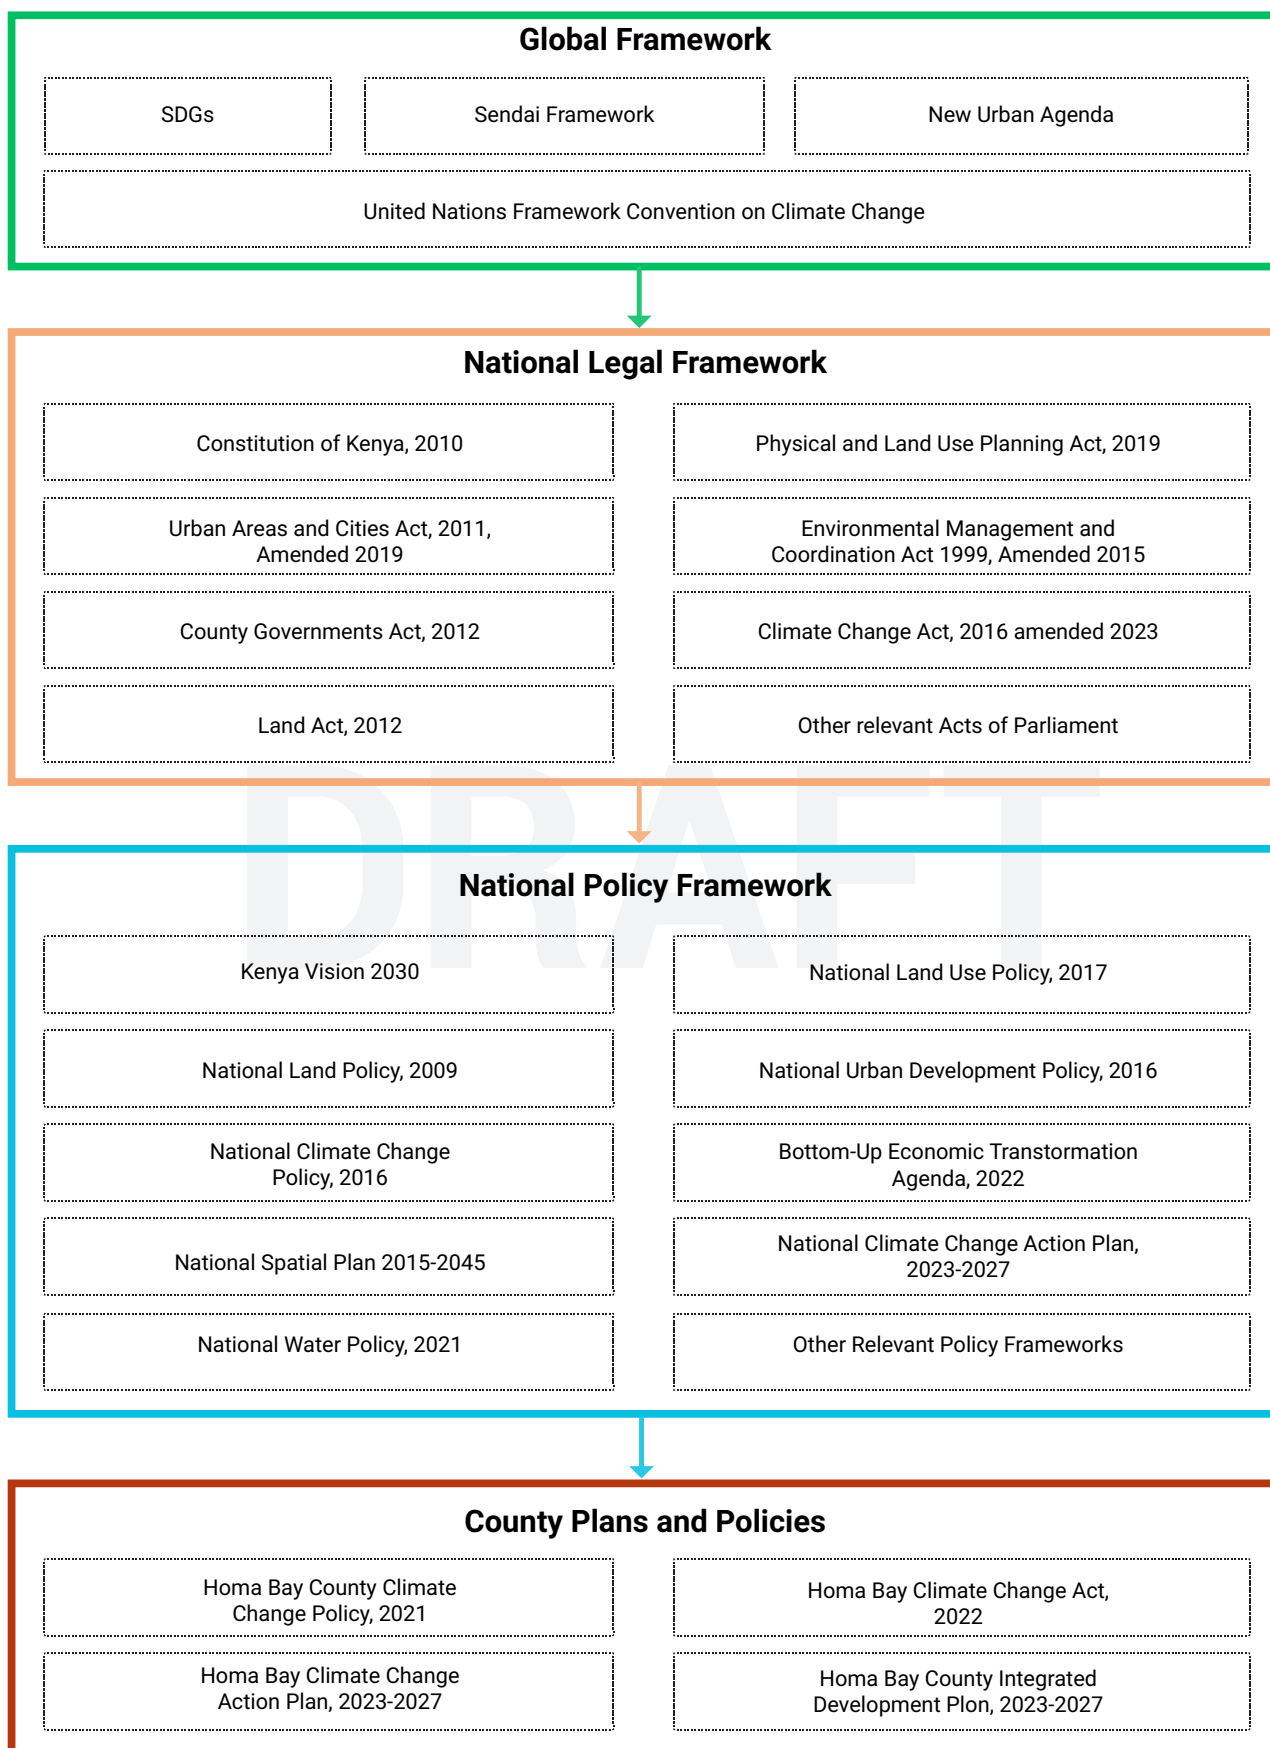 Global Framework
SDGs
Sendai Framework
New Urban Agenda
United Nations Framework Convention on Climate Change
National Legal Framework
Constitution of Kenya, 2010
Physical and Land Use Planning Act, 2019
Urban Areas and Cities Act, 2011,
Amended 2019
Environmental Management and
Coordination Act 1999, Amended 2015
County Governments Act, 2012
Climate Change Act, 2016 amended 2023
Land Act, 2012
Other relevant Acts of Parliament
DRAFT
National Policy Framework
Kenya Vision 2030
National Land Use Policy, 2017
National Land Policy, 2009
National Urban Development Policy, 2016
National Climate Change
Policy, 2016
Bottom-Up Economic Transtormation
Agenda, 2022
National Spatial Plan 2015-2045
National Climate Change Action Plan,
2023-2027
National Water Policy, 2021
Other Relevant Policy Frameworks
County Plans and Policies
Homa Bay County Climate
Change Policy, 2021
Homa Bay Climate Change Act,
2022
Homa Bay Climate Change
Action Plan, 2023-2027
Homa Bay County Integrated
Development Plon, 2023-2027